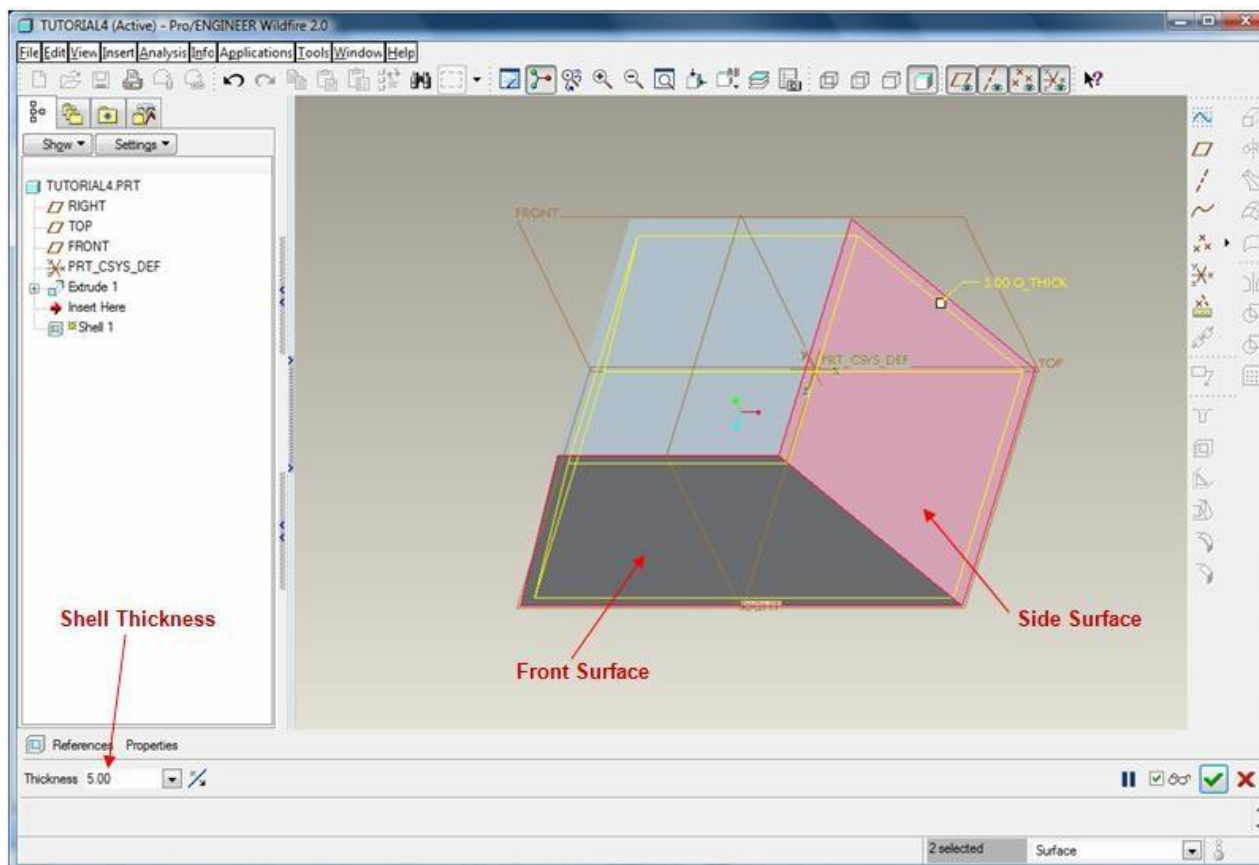 TUTORIAL4 (Active) - Pro/ENGINEER Wildfire 2.0
File Edit View Insert Analysis Info Applications Tools Window Help
Show Settings
TUTORIAL4.PRT
RIGHT
TOP
FRONT
PRT_CSYS_DEF
Extrude 1
Insert Here
Shell 1
FRONT
5.00 O_THICK
PRT_CSYS_DEF
TOP
Shell Thickness
Front Surface
Side Surface
References Properties
Thickness 5.00
2 selected Surface